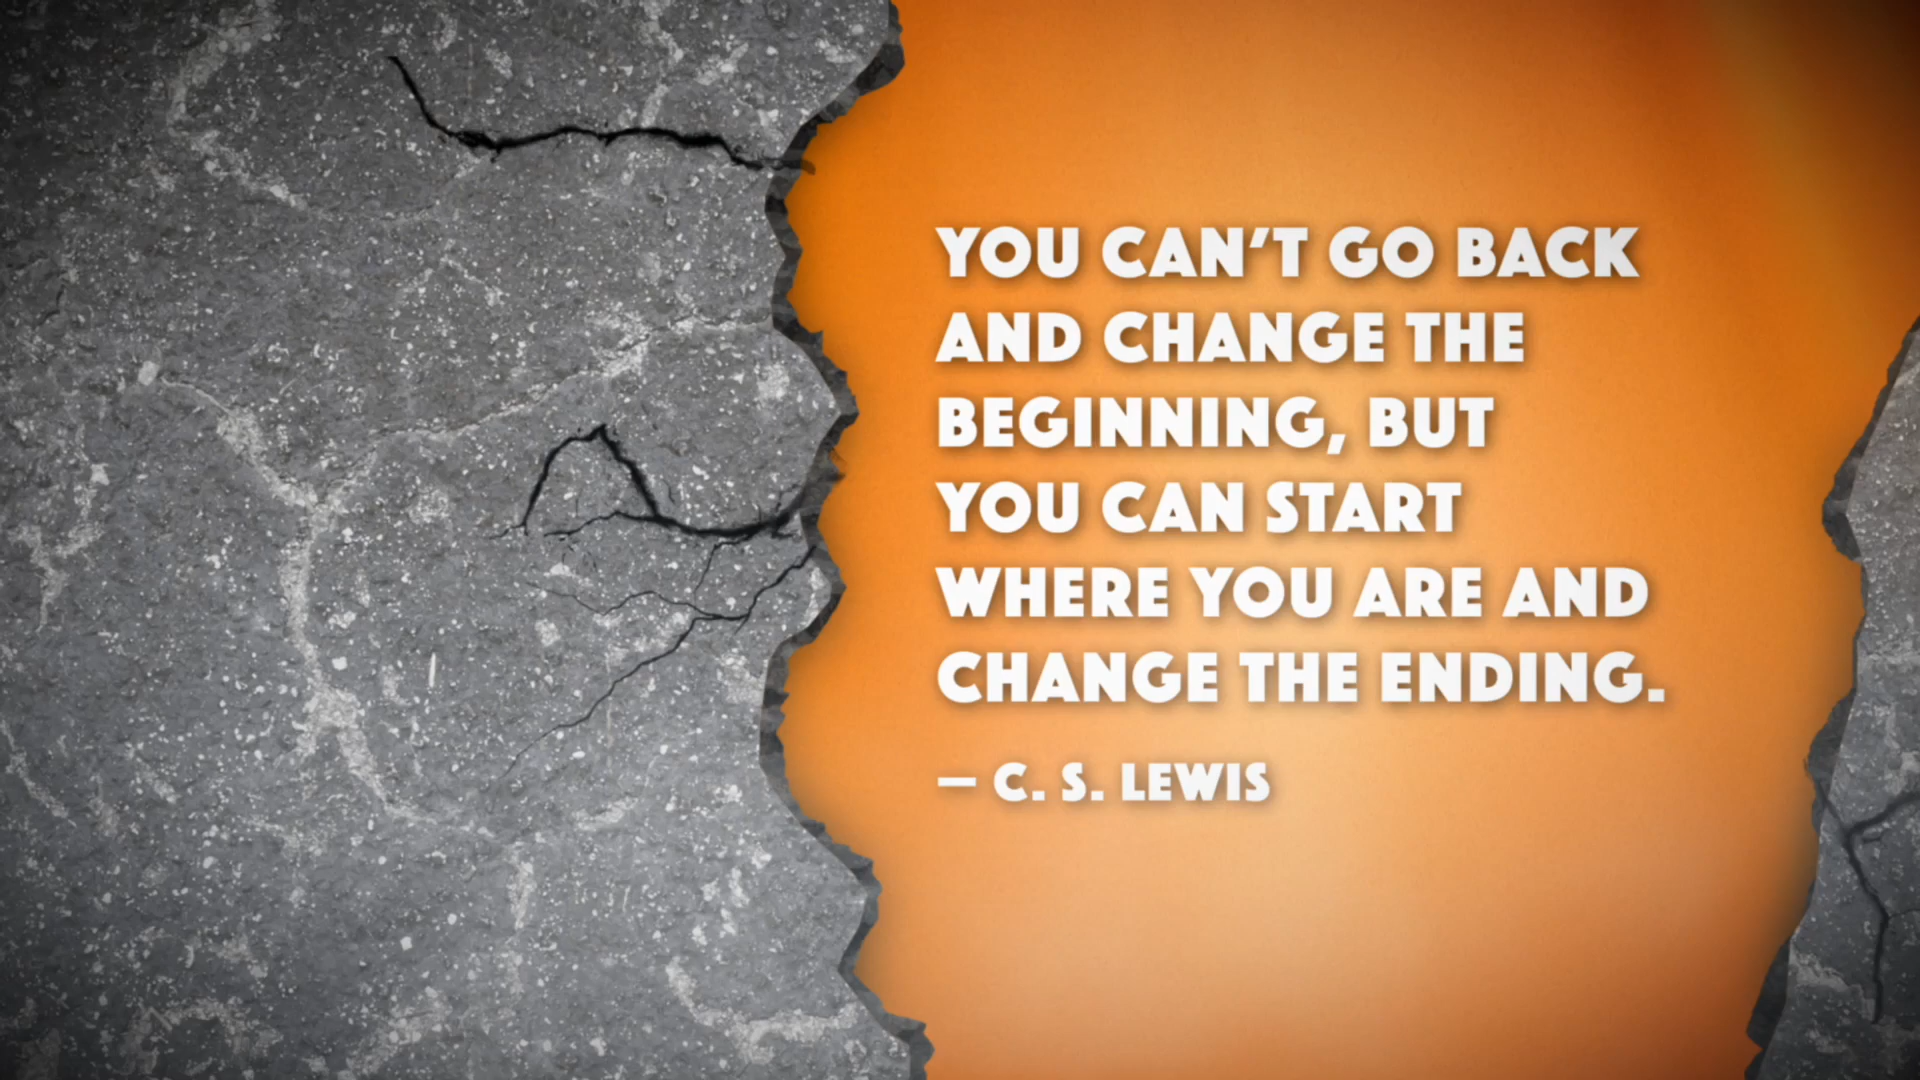 YOU CAN'T GO BACK
AND CHANGE THE
BEGINNING, BUT
YOU CAN START
WHERE YOU ARE AND
CHANGE THE ENDING.
— C. S. LEWIS